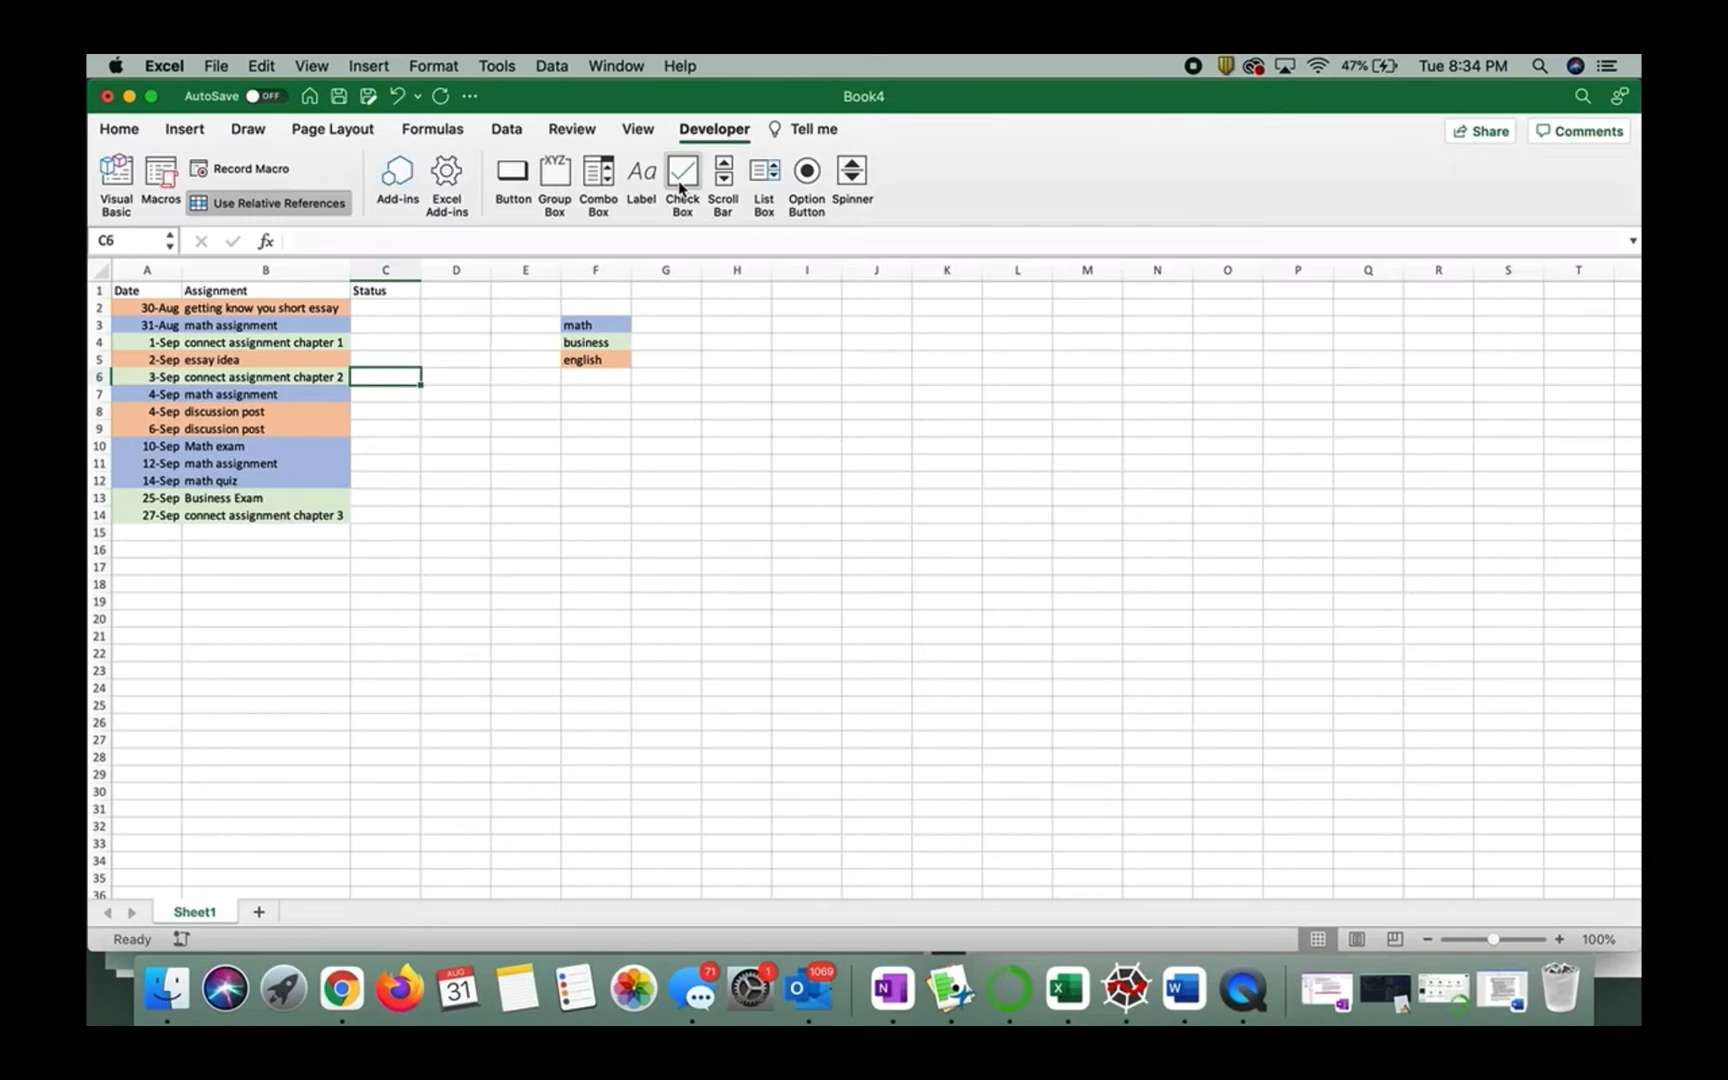 Excel File Edit View Insert Format Tools Data Window Help 47% Tue 8:34 PM
AutoSave OFF Book4
Home Insert Draw Page Layout Formulas Data Review View Developer Tell me Share Comments
Visual Basic
Macros
Record Macro
Use Relative References
Add-ins
Excel Add-ins
Button
Group Box
XYZ
Combo Box
Aa
Label
Check Box
Scroll Bar
List Box
Option Button
Spinner
C6 fx
A B C D E F G H I J K L M N O P Q R S T
1 Date Assignment Status
2 30-Aug getting know you short essay
3 31-Aug math assignment math
4 1-Sep connect assignment chapter 1 business
5 2-Sep essay idea english
6 3-Sep connect assignment chapter 2
7 4-Sep math assignment
8 4-Sep discussion post
9 6-Sep discussion post
10 10-Sep Math exam
11 12-Sep math assignment
12 14-Sep math quiz
13 25-Sep Business Exam
14 27-Sep connect assignment chapter 3
15
16
17
18
19
20
21
22
23
24
25
26
27
28
29
30
31
32
33
34
35
36
Sheet1
Ready 100%
AUG 31 71 1 1069 O N X W